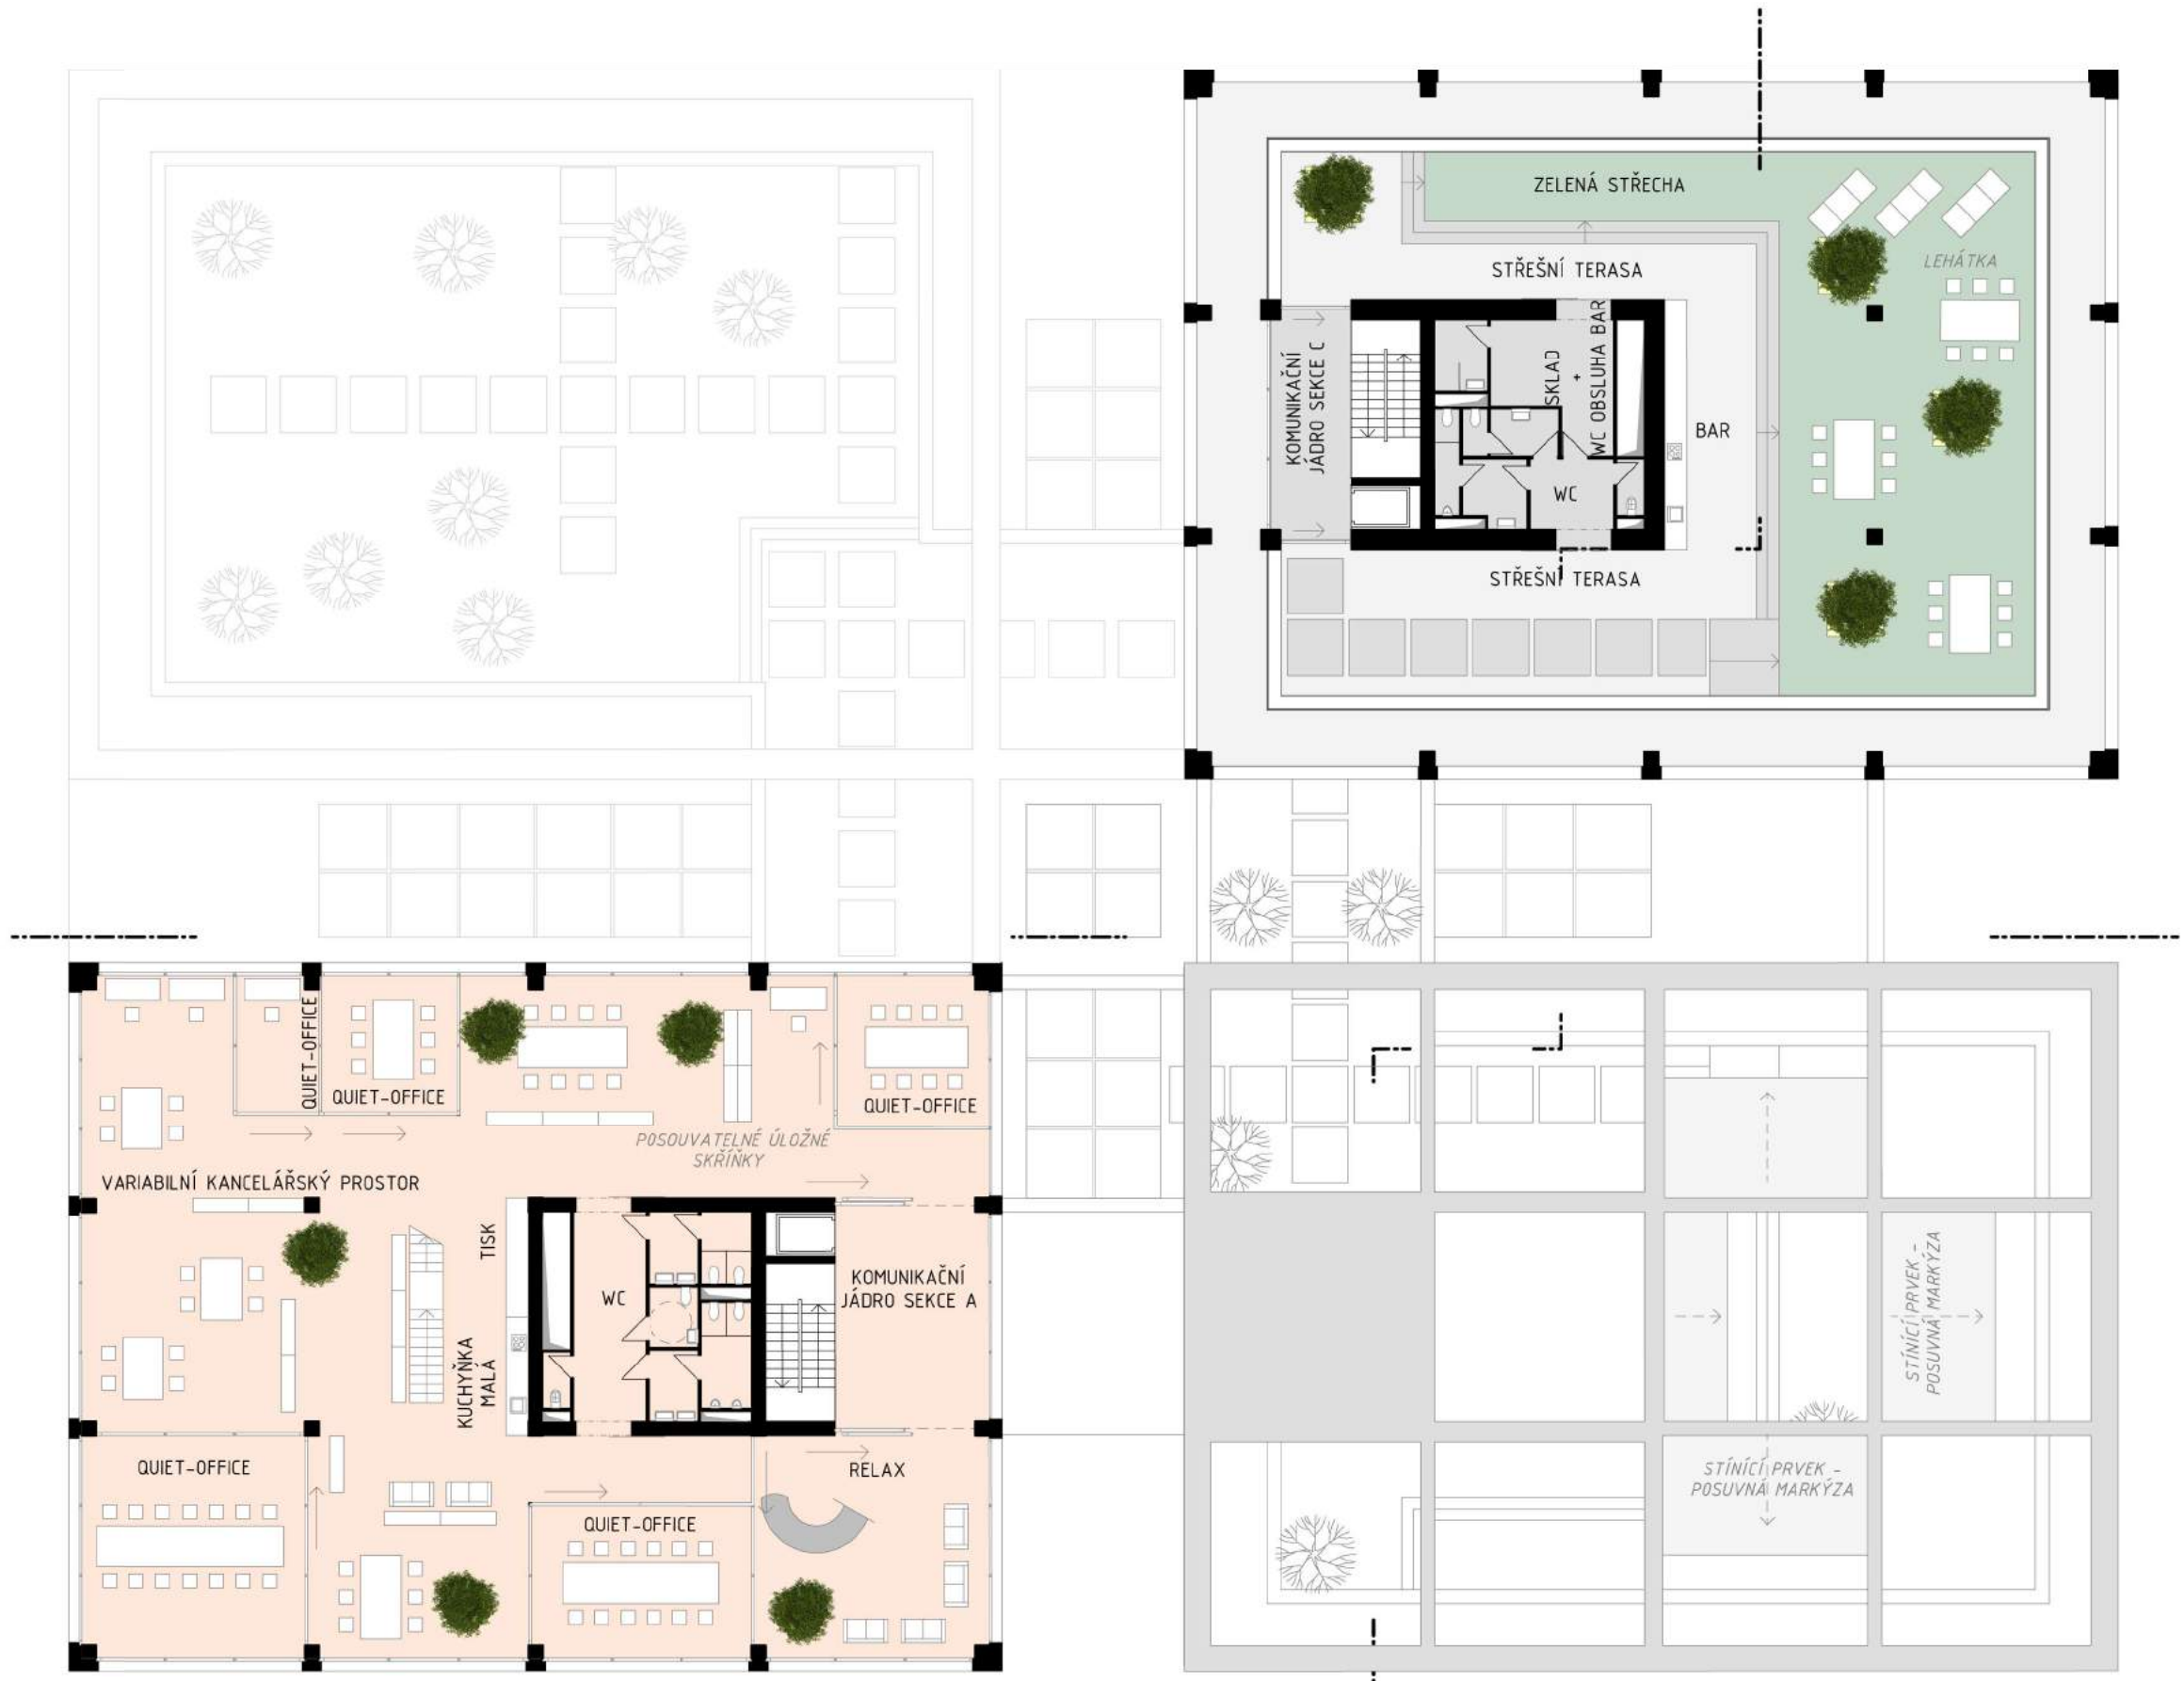 ZELENÁ STŘECHA
LEHÁTKA
STŘEŠNÍ TERASA
KOMUNIKAČNÍ
JÁDRO SEKCE C
SKLAD
+
WC OBSLUHA BAR
BAR
WC
STŘEŠNÍ TERASA
QUIET-OFFICE
QUIET-OFFICE
QUIET-OFFICE
POSOUVATELNÉ ÚLOŽNÉ
SKŘÍŇKY
VARIABILNÍ KANCELÁŘSKÝ PROSTOR
TISK
KUCHYŇKA
MALÁ
WC
KOMUNIKAČNÍ
JÁDRO SEKCE A
STÍNÍCÍ PRVEK -
POSUVNÁ MARKÝZA
QUIET-OFFICE
RELAX
QUIET-OFFICE
STÍNÍCÍ PRVEK -
POSUVNÁ MARKÝZA